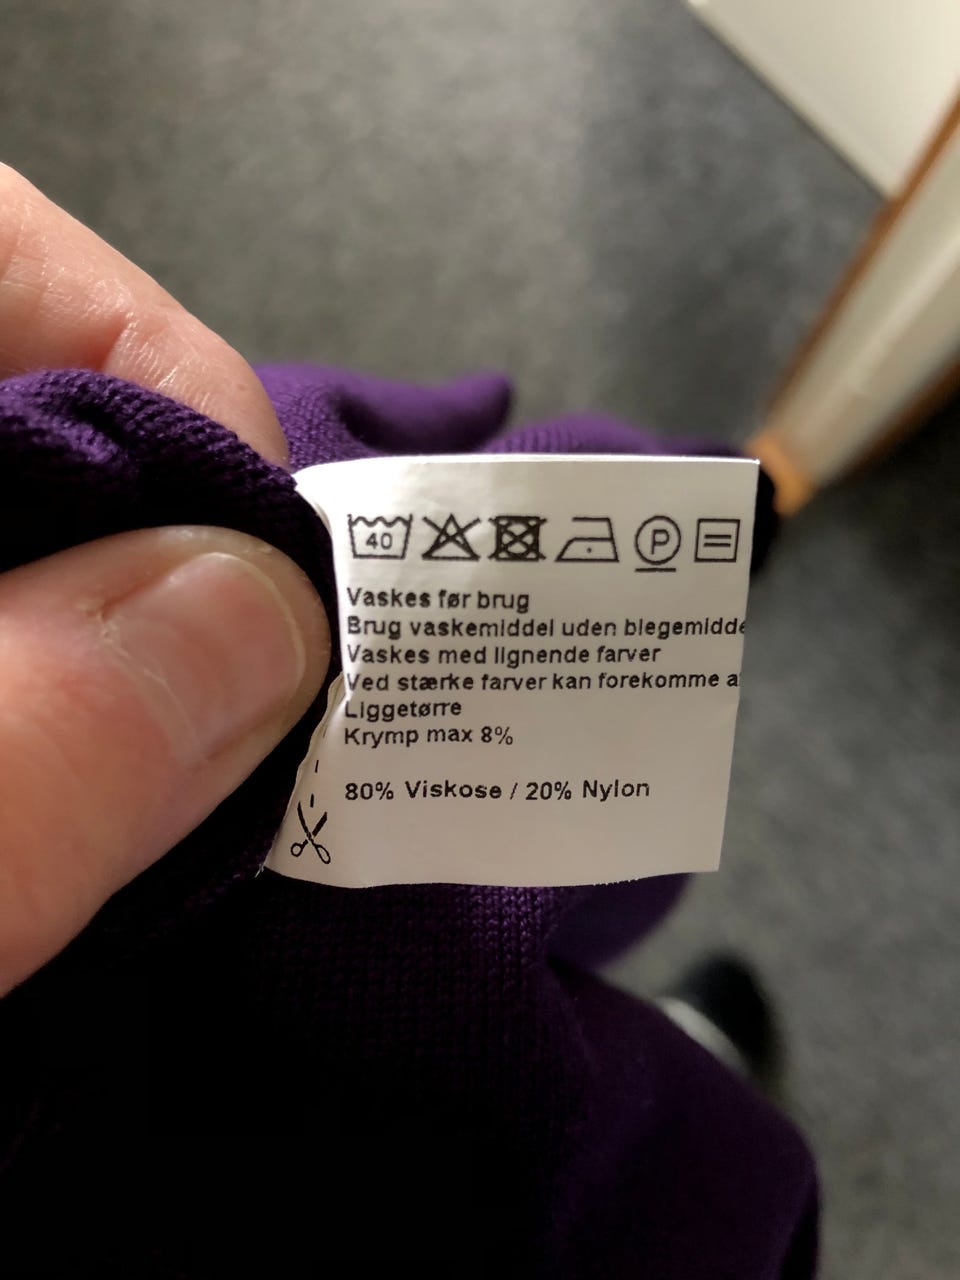 40 P
Vaskes før brug
Brug vaskemiddel uden blegemidde
Vaskes med lignende farver
Ved stærke farver kan forekomme a
Liggetørre
Krymp max 8%
80% Viskose / 20% Nylon